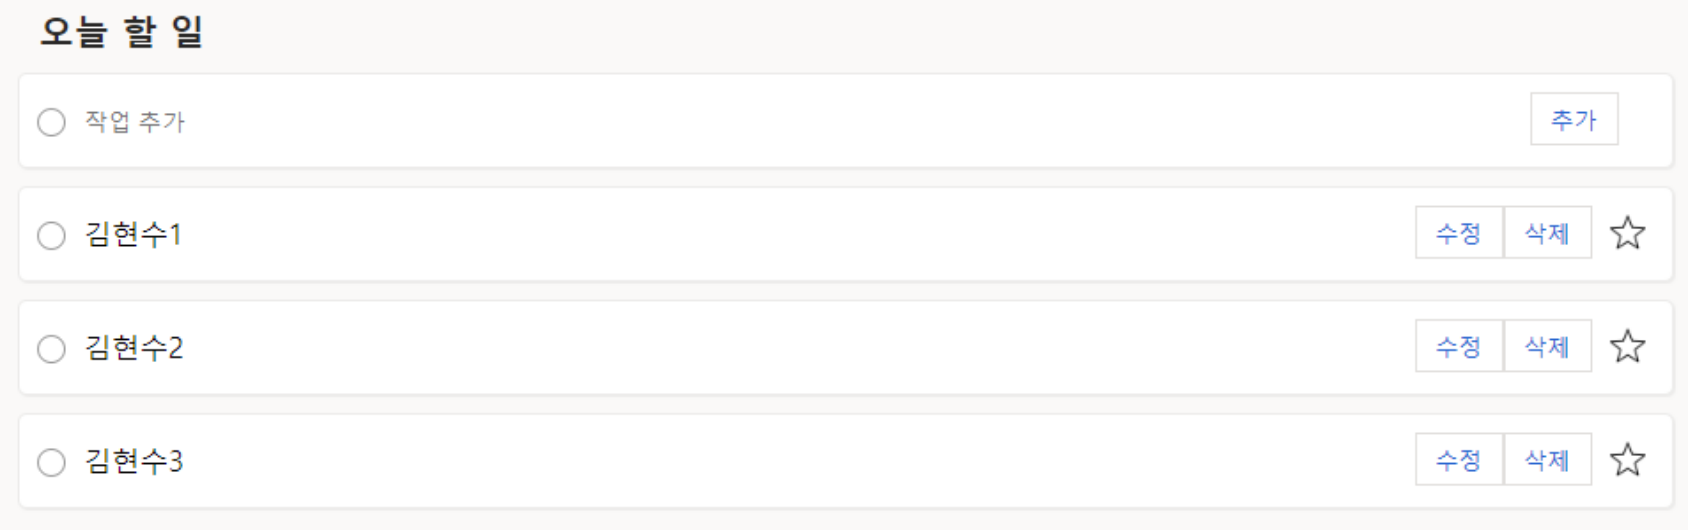 오늘 할 일
작업 추가 추가
김현수1 수정 삭제
김현수2 수정 삭제
김현수3 수정 삭제